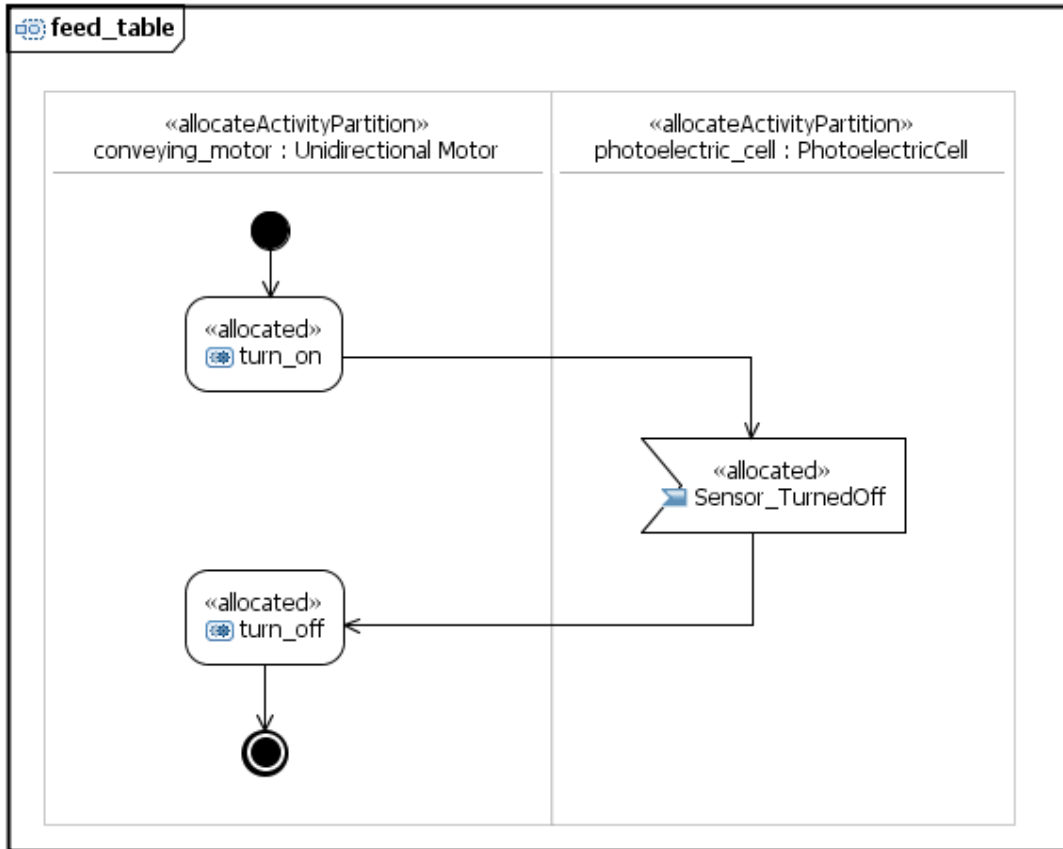 feed_table
«allocateActivityPartition»
conveying_motor : Unidirectional Motor
«allocateActivityPartition»
photoelectric_cell : PhotoelectricCell
«allocated»
turn_on
«allocated»
Sensor_TurnedOff
«allocated»
turn_off